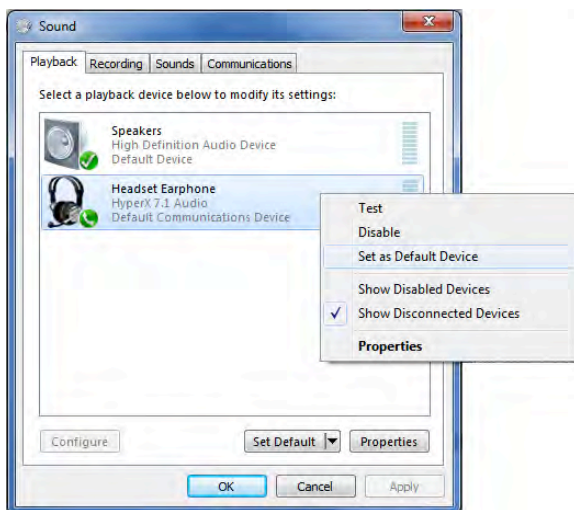 Sound
Playback Recording Sounds Communications
Select a playback device below to modify its settings:
Speakers
High Definition Audio Device
Default Device
Headset Earphone
HyperX 7.1 Audio
Default Communications Device
Test
Disable
Set as Default Device
Show Disabled Devices
Show Disconnected Devices
Properties
Configure Set Default Properties
OK Cancel Apply